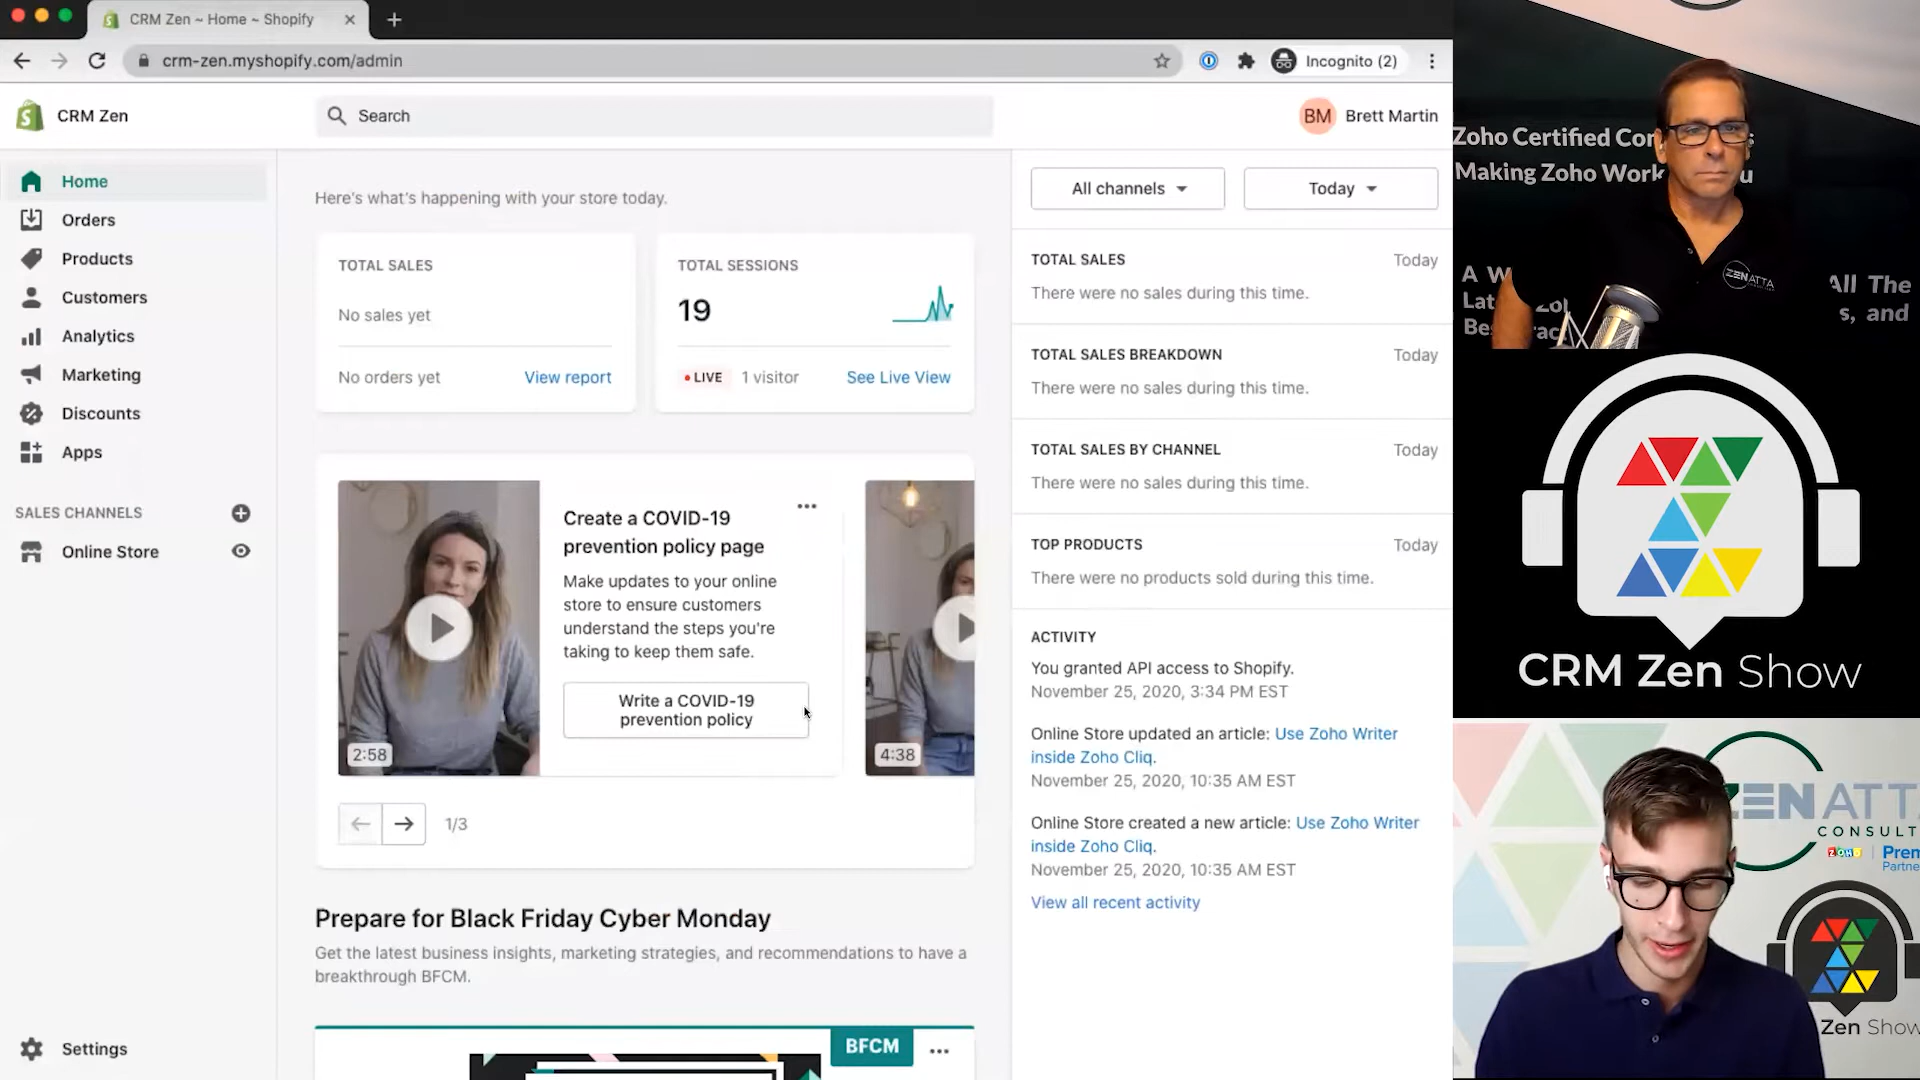 CRM Zen ~ Home ~ Shopify
crm-zen.myshopify.com/admin
Incognito (2)
CRM Zen
Search
BM
Brett Martin
Home
Orders
Products
Customers
Analytics
Marketing
Discounts
Apps
SALES CHANNELS
Online Store
Settings
Here's what's happening with your store today.
TOTAL SALES
No sales yet
No orders yet
View report
TOTAL SESSIONS
19
LIVE
1 visitor
See Live View
Create a COVID-19
prevention policy page
Make updates to your online
store to ensure customers
understand the steps you're
taking to keep them safe.
Write a COVID-19
prevention policy
2:58
4:38
1/3
Prepare for Black Friday Cyber Monday
Get the latest business insights, marketing strategies, and recommendations to have a
breakthrough BFCM.
BFCM
All channels
Today
TOTAL SALES
Today
There were no sales during this time.
TOTAL SALES BREAKDOWN
Today
There were no sales during this time.
TOTAL SALES BY CHANNEL
Today
There were no sales during this time.
TOP PRODUCTS
Today
There were no products sold during this time.
ACTIVITY
You granted API access to Shopify.
November 25, 2020, 3:34 PM EST
Online Store updated an article: Use Zoho Writer
inside Zoho Cliq.
November 25, 2020, 10:35 AM EST
Online Store created a new article: Use Zoho Writer
inside Zoho Cliq.
November 25, 2020, 10:35 AM EST
View all recent activity
Zoho Certified
Making Zoho Work
All The
s, and
ZENATTA
CRM Zen Show
ZENATT
CONSULT
ZOHO
Prem
Partne
Zen Show